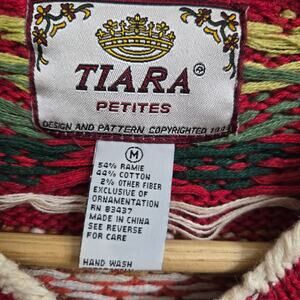 TIARA ®
PETITES
DESIGN AND PATTERN COPYRIGHTED
M
54% RAMIE
44% COTTON
2% OTHER FIBER
EXCLUSIVE OF
ORNAMENTATION
RN 83437
MADE IN CHINA
SEE REVERSE
FOR CARE
HAND WASH